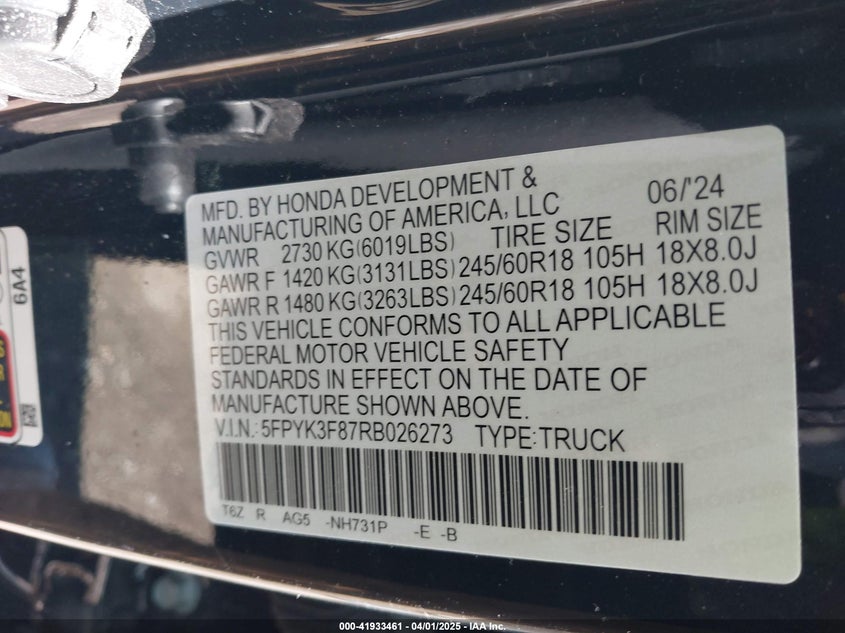 MFD. BY HONDA DEVELOPMENT & 06/'24
MANUFACTURING OF AMERICA, LLC
GVWR 2730 KG(6019LBS) TIRE SIZE RIM SIZE
GAWR F 1420 KG(3131LBS) 245/60R18 105H 18X8.0J
GAWR R 1480 KG(3263LBS) 245/60R18 105H 18X8.0J
THIS VEHICLE CONFORMS TO ALL APPLICABLE
FEDERAL MOTOR VEHICLE SAFETY
STANDARDS IN EFFECT ON THE DATE OF
MANUFACTURE SHOWN ABOVE.
V.I.N.: 5FPYK3F87RB026273 TYPE:TRUCK
T6Z R AG5 -NH731P -E -B
6A4
000-41933461 - 04/01/2025 - IAA, Inc.